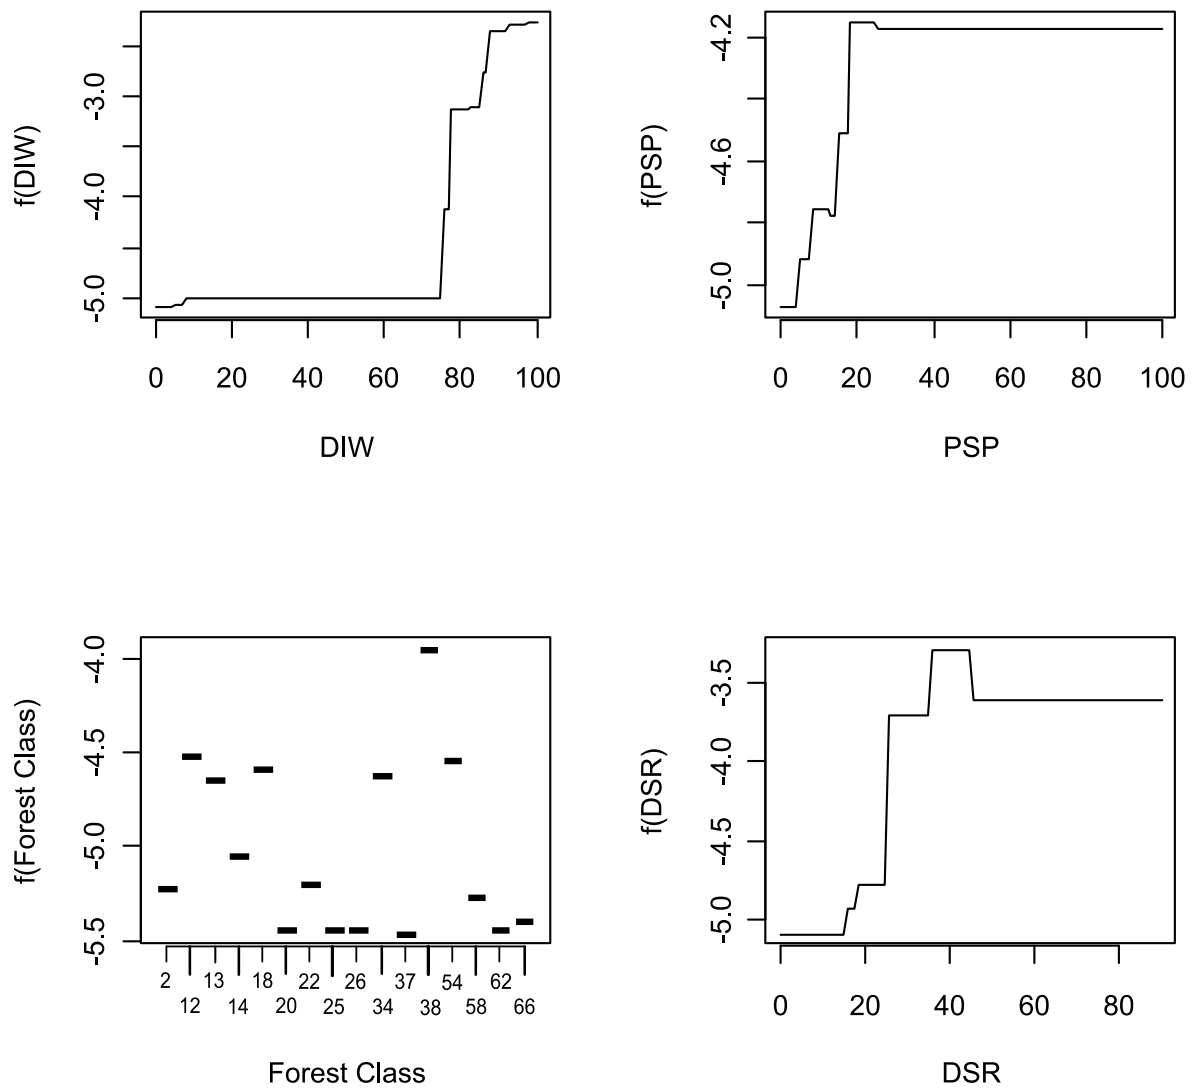 f(DIW)
-3.0
-4.0
-5.0
0 20 40 60 80 100
DIW
f(PSP)
-4.2
-4.6
-5.0
0 20 40 60 80 100
PSP
f(Forest Class)
-4.0
-4.5
-5.0
-5.5
2 13 18 22 26 37 54 62
12 14 20 25 34 38 58 66
Forest Class
f(DSR)
-3.5
-4.0
-4.5
-5.0
0 20 40 60 80
DSR